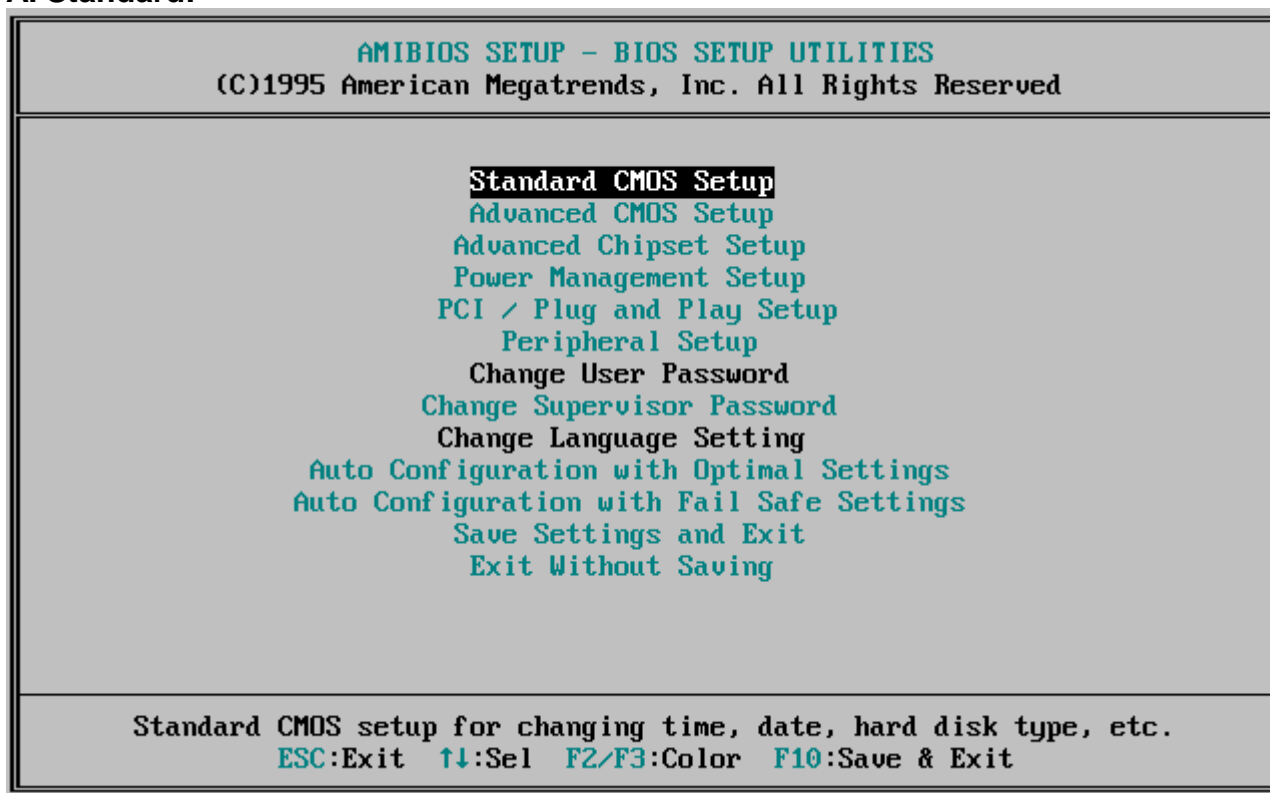 A. Standard:
AMIBIOS SETUP – BIOS SETUP UTILITIES
(C)1995 American Megatrends, Inc. All Rights Reserved
Standard CMOS Setup
Advanced CMOS Setup
Advanced Chipset Setup
Power Management Setup
PCI / Plug and Play Setup
Peripheral Setup
Change User Password
Change Supervisor Password
Change Language Setting
Auto Configuration with Optimal Settings
Auto Configuration with Fail Safe Settings
Save Settings and Exit
Exit Without Saving
Standard CMOS setup for changing time, date, hard disk type, etc.
ESC:Exit ↑↓:Sel F2/F3:Color F10:Save & Exit